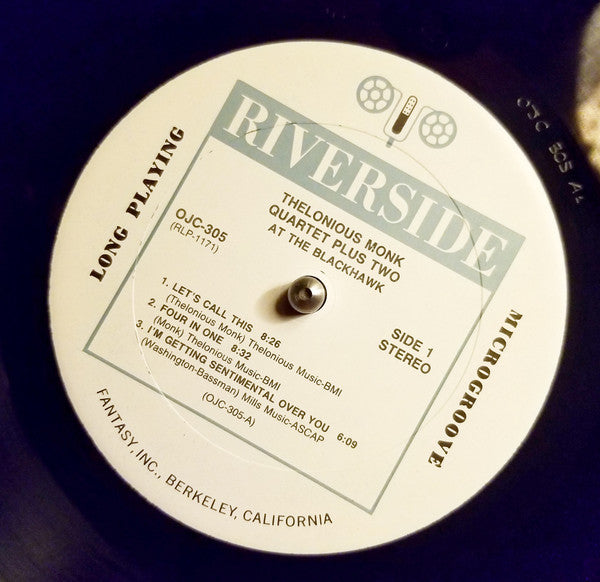 RIVERSIDE
LONG PLAYING
MICROGROOVE
THELONIOUS MONK
QUARTET PLUS TWO
AT THE BLACKHAWK
OJC-305
(RLP-1171)
SIDE 1
STEREO
1. LET'S CALL THIS 8:26
(Thelonious Monk) Thelonious Music-BMI
2. FOUR IN ONE 8:32
(Monk) Thelonious Music-BMI
3. I'M GETTING SENTIMENTAL OVER YOU 6:09
(Washington-Bassman) Mills Music-ASCAP
(OJC-305-A)
FANTASY, INC., BERKELEY, CALIFORNIA
OJC 305 A2